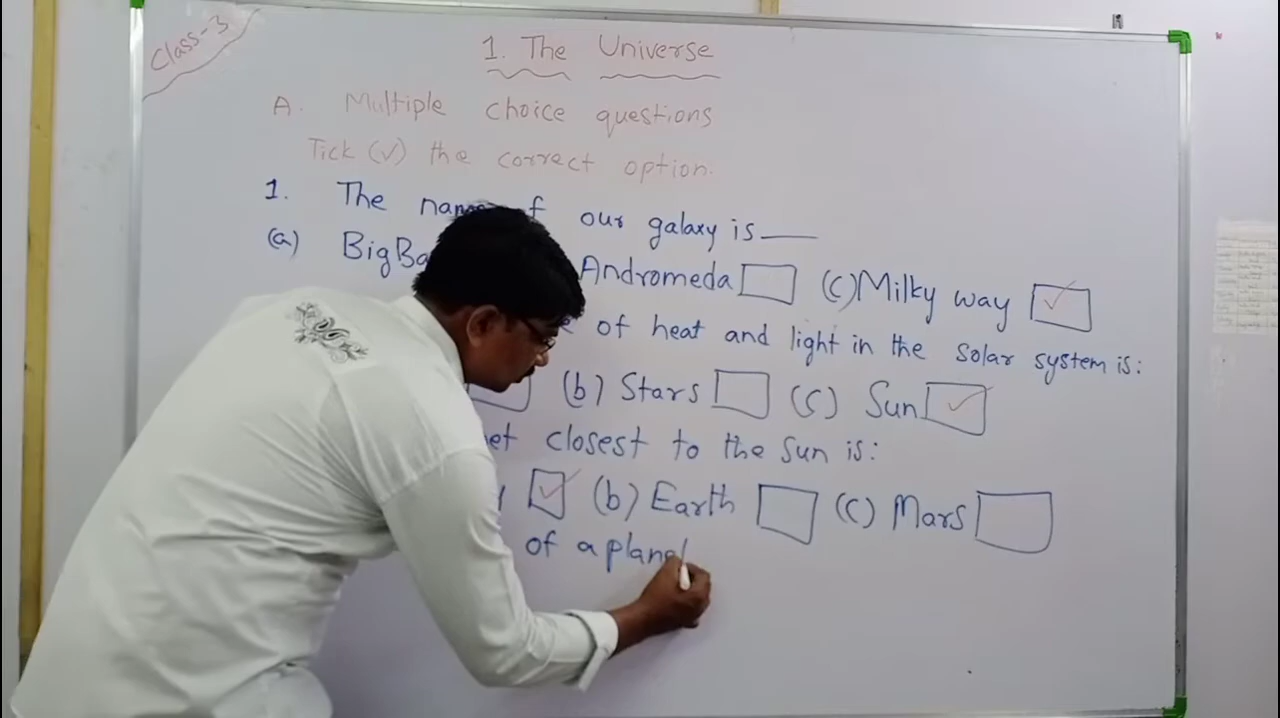 Class-3
1. The Universe
A. Multiple choice questions
Tick (✓) the correct option.
1. The name of our galaxy is ___
(a) BigBa Andromeda (c) Milky way ✓
of heat and light in the solar system is:
(b) Stars (c) Sun ✓
closest to the Sun is:
✓ (b) Earth (c) Mars
of a plane